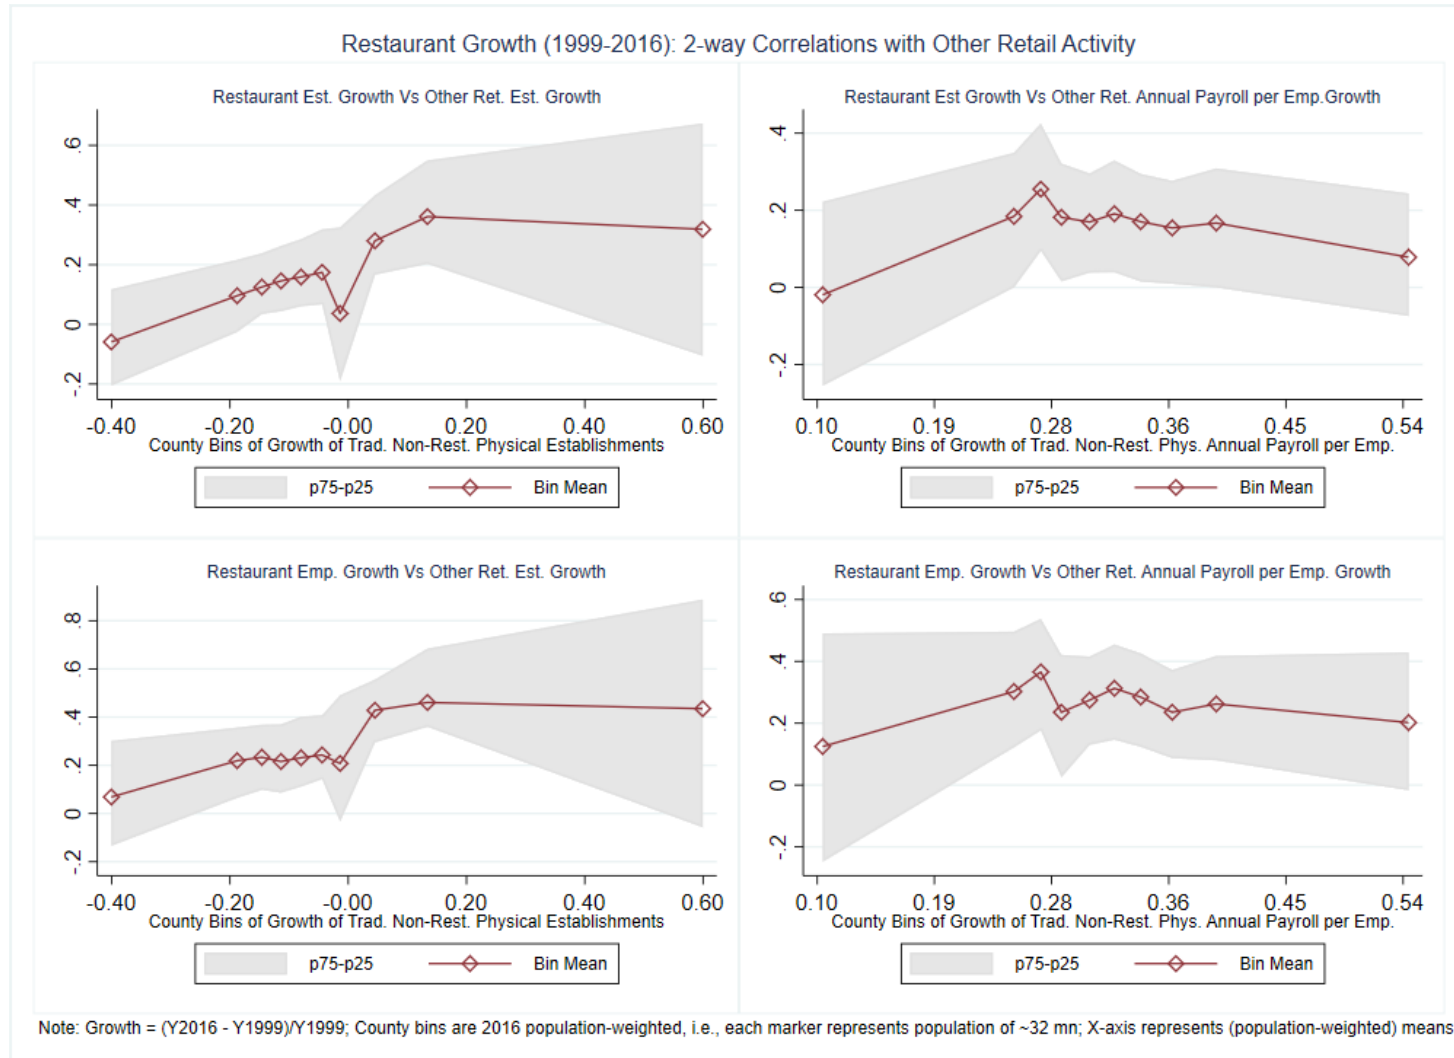 Restaurant Growth (1999-2016): 2-way Correlations with Other Retail Activity
Restaurant Est. Growth Vs Other Ret. Est. Growth
.6
.4
.2
0
-.2
-0.40 -0.20 -0.00 0.20 0.40 0.60
County Bins of Growth of Trad. Non-Rest. Physical Establishments
p75-p25 Bin Mean
Restaurant Est Growth Vs Other Ret. Annual Payroll per Emp.Growth
.4
.2
0
-.2
0.10 0.19 0.28 0.36 0.45 0.54
County Bins of Growth of Trad. Non-Rest. Phys. Annual Payroll per Emp.
p75-p25 Bin Mean
Restaurant Emp. Growth Vs Other Ret. Est. Growth
.8
.6
.4
.2
0
-.2
-0.40 -0.20 -0.00 0.20 0.40 0.60
County Bins of Growth of Trad. Non-Rest. Physical Establishments
p75-p25 Bin Mean
Restaurant Emp. Growth Vs Other Ret. Annual Payroll per Emp. Growth
.6
.4
.2
0
-.2
0.10 0.19 0.28 0.36 0.45 0.54
County Bins of Growth of Trad. Non-Rest. Phys. Annual Payroll per Emp.
p75-p25 Bin Mean
Note: Growth = (Y2016 - Y1999)/Y1999; County bins are 2016 population-weighted, i.e., each marker represents population of ~32 mn; X-axis represents (population-weighted) means